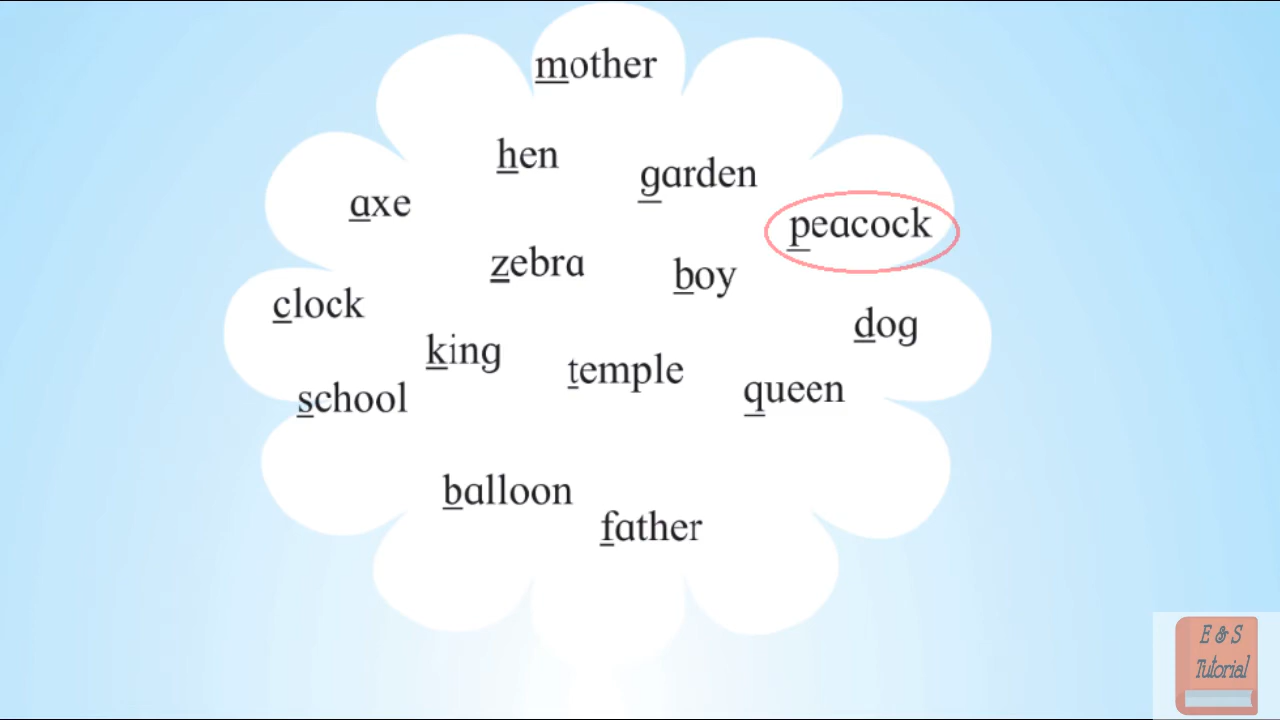 mother
hen
garden
axe
peacock
zebra
boy
clock
dog
king
temple
queen
school
balloon
father
E & S
Tutorial